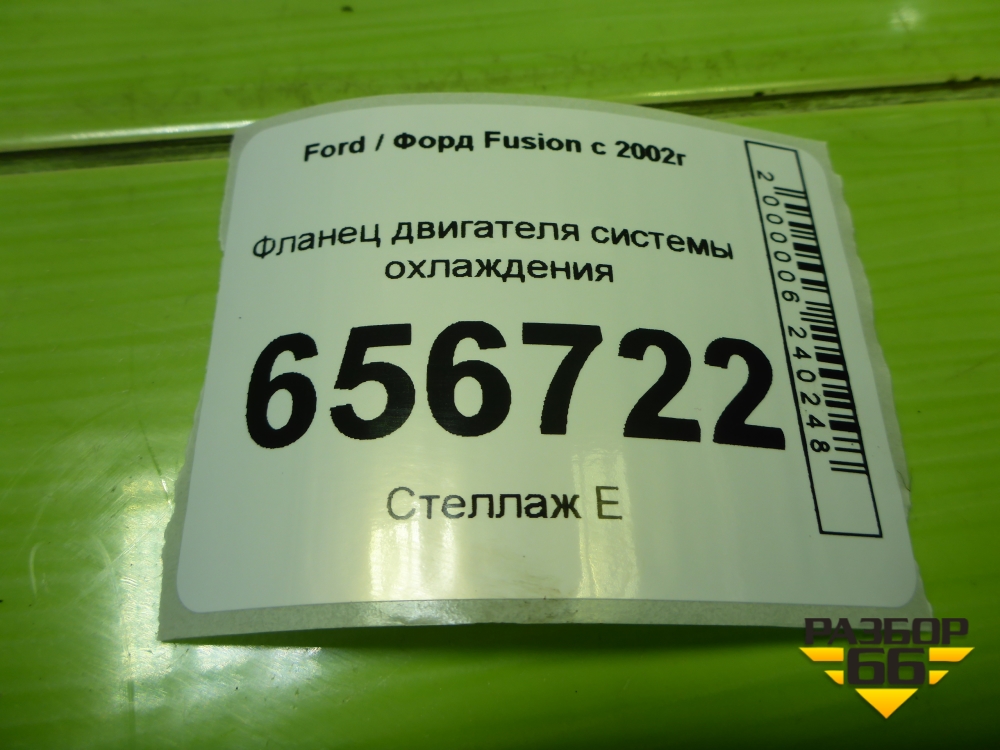 Ford / Форд Fusion с 2002г
Фланец двигателя системы
охлаждения
656722
Стеллаж Е
2000006240248
РАЗБОР
66